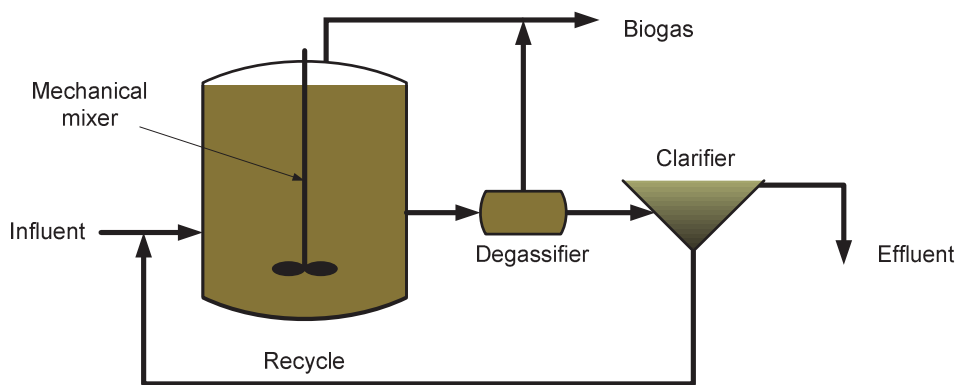 Biogas
Mechanical
mixer
Clarifier
Influent
Degassifier
Effluent
Recycle